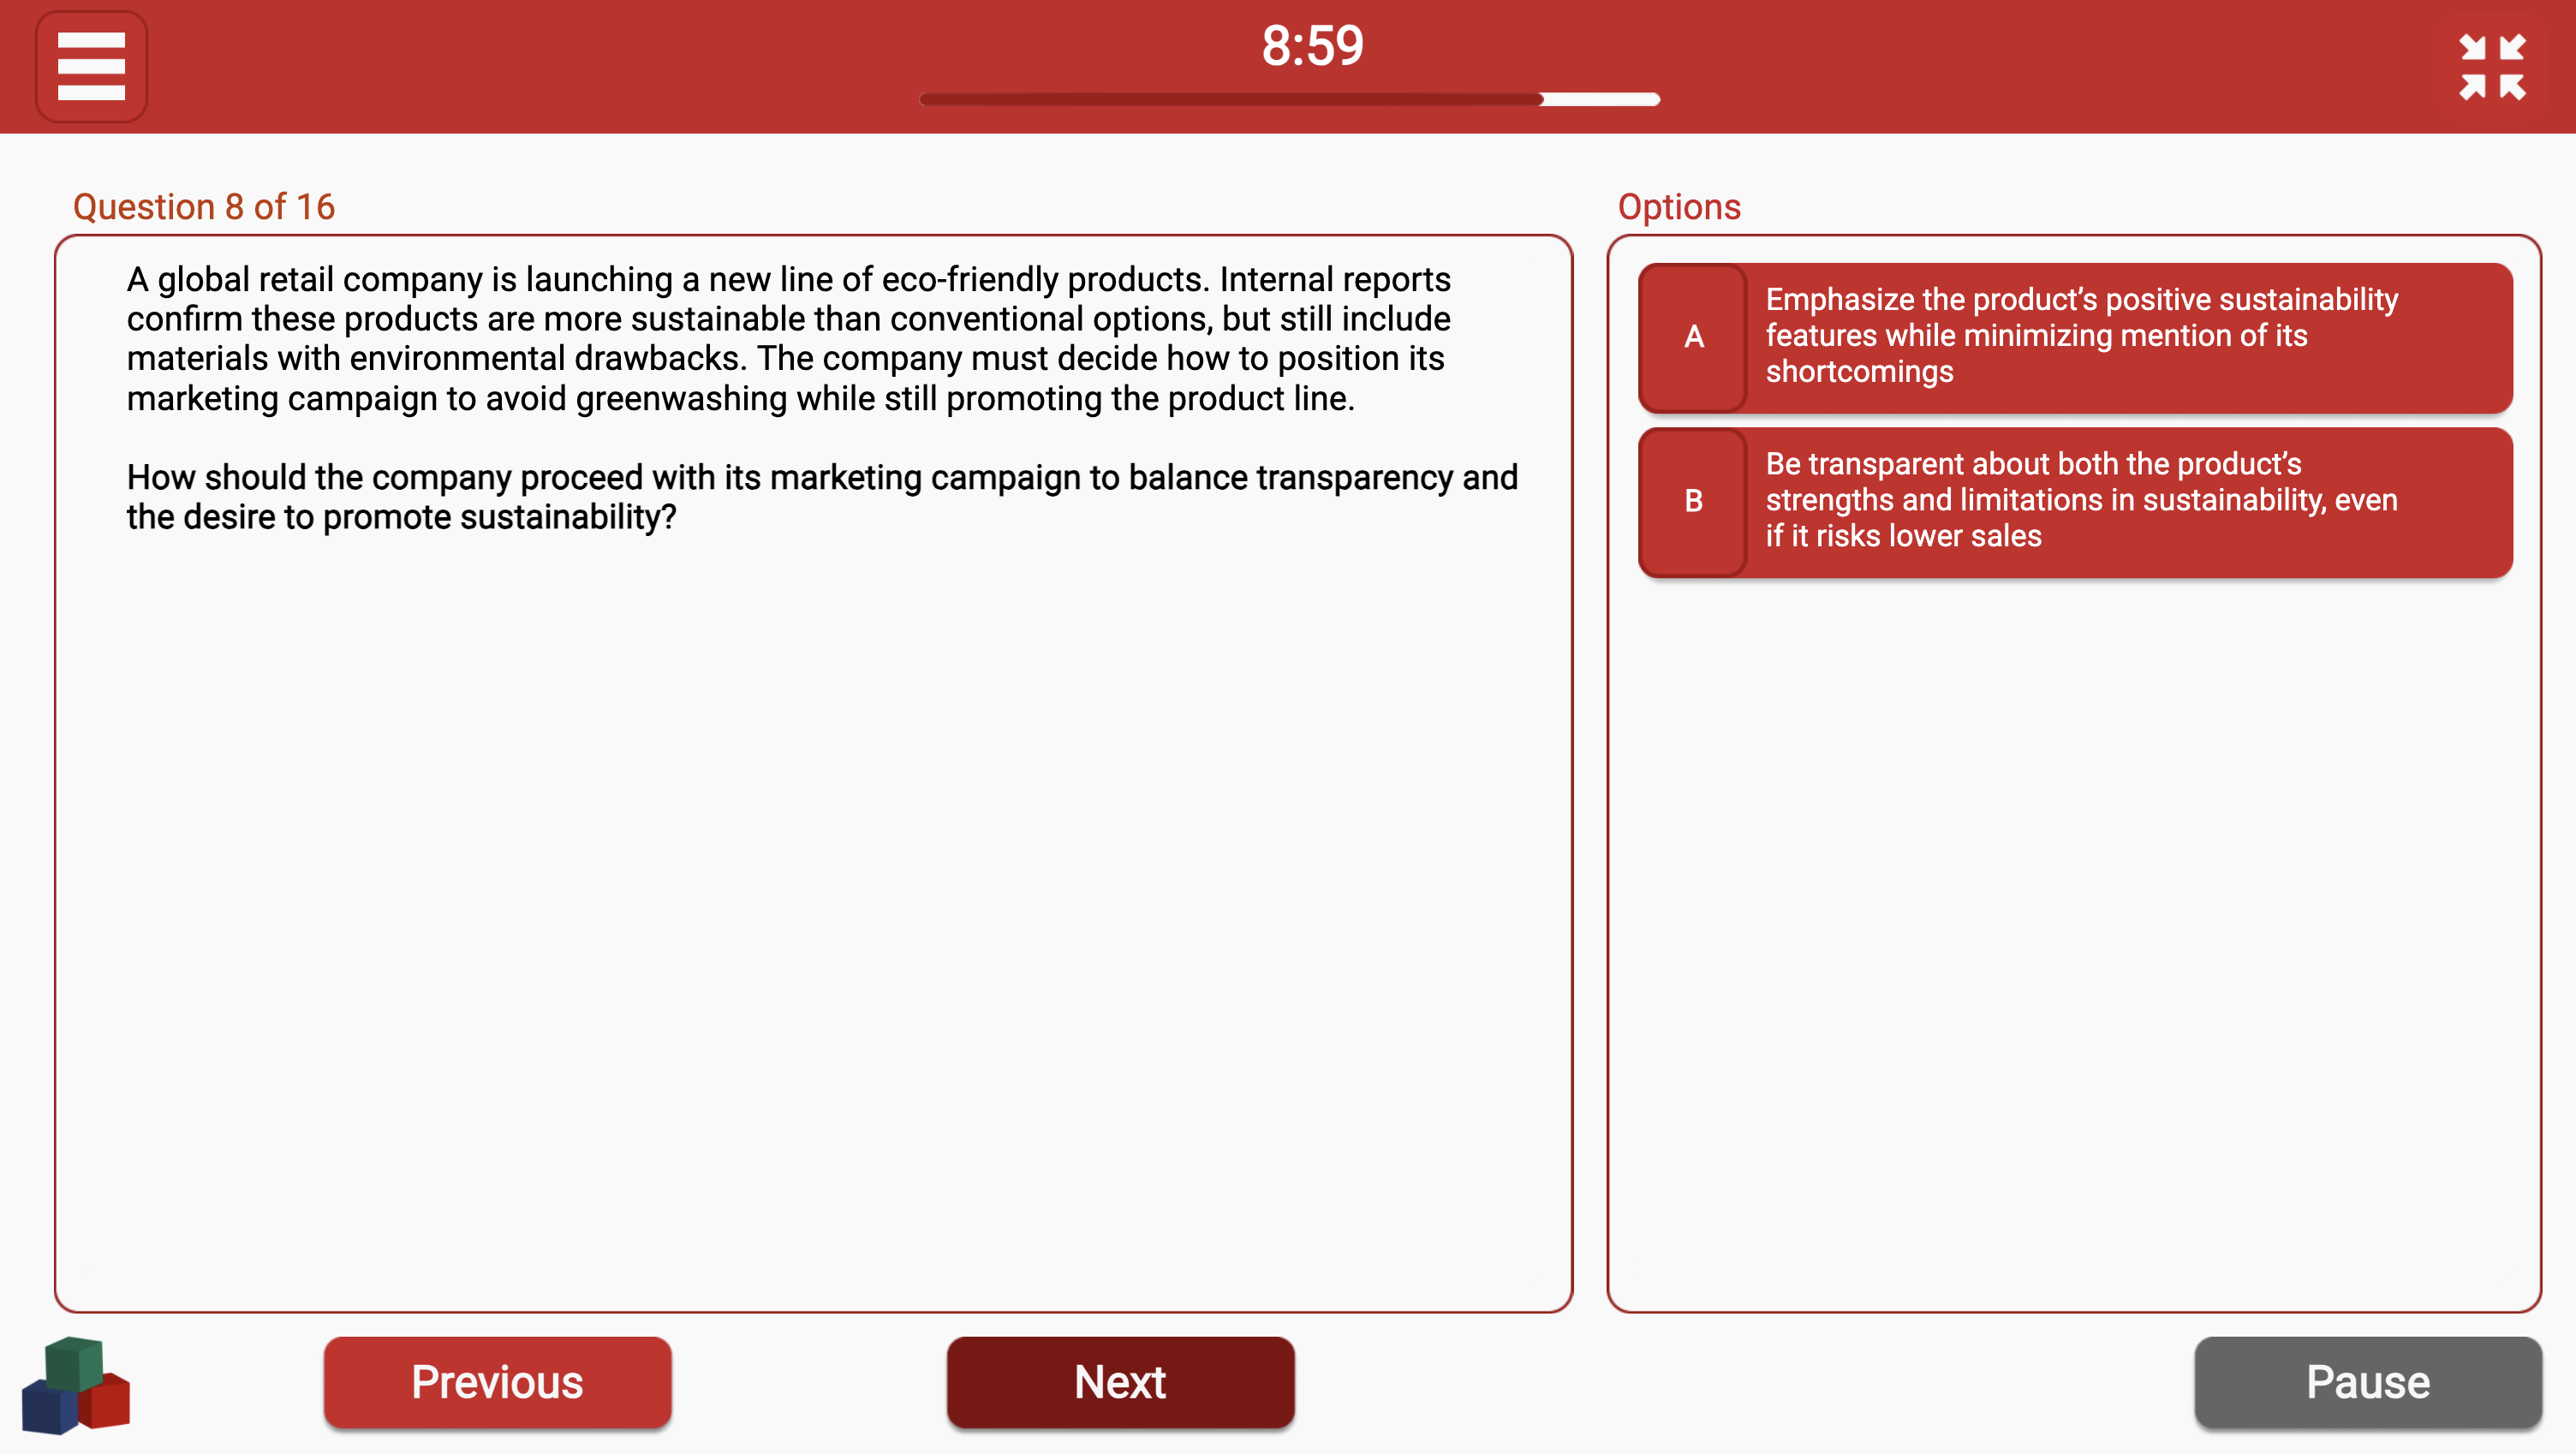 8:59
Question 8 of 16
A global retail company is launching a new line of eco-friendly products. Internal reports
confirm these products are more sustainable than conventional options, but still include
materials with environmental drawbacks. The company must decide how to position its
marketing campaign to avoid greenwashing while still promoting the product line.
How should the company proceed with its marketing campaign to balance transparency and
the desire to promote sustainability?
Options
A
Emphasize the product’s positive sustainability
features while minimizing mention of its
shortcomings
B
Be transparent about both the product’s
strengths and limitations in sustainability, even
if it risks lower sales
Previous
Next
Pause